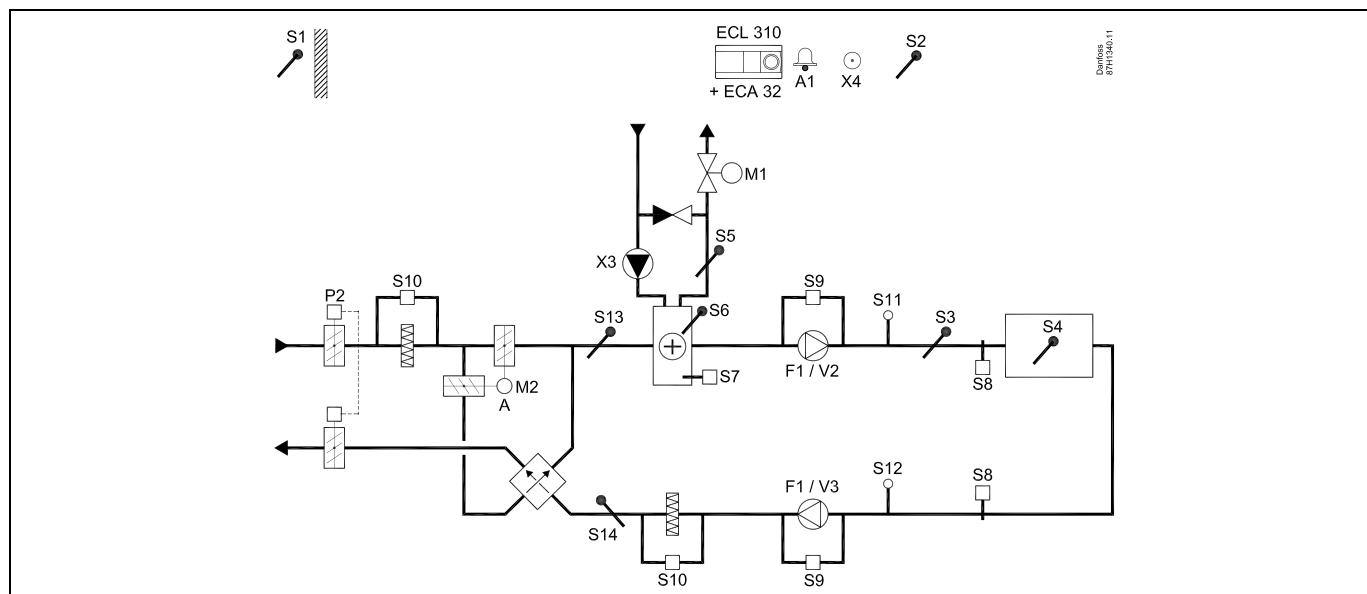 S1
ECL 310
+ ECA 32
A1
X4
S2
Danfoss
87H1340.11
M1
S5
X3
S10
P2
S13
S6
S9
S11
S3
S4
F1 / V2
S7
S8
M2
A
S12
S8
F1 / V3
S14
S10
S9